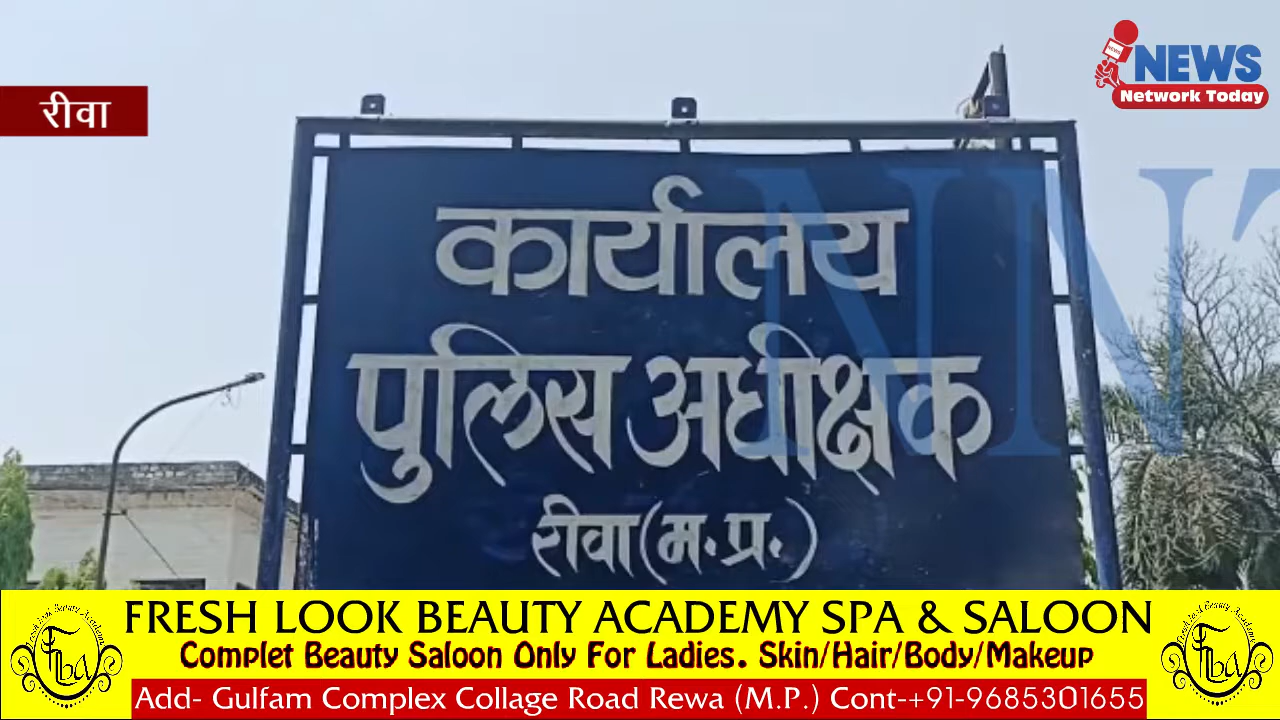 रीवा
NEWS
Network Today
NNT
कार्यालय
पुलिस अधीक्षक
रीवा (म.प्र.)
FRESH LOOK BEAUTY ACADEMY SPA & SALOON
Complet Beauty Saloon Only For Ladies. Skin/Hair/Body/Makeup
Add- Gulfam Complex Collage Road Rewa (M.P.) Cont-+91-9685301655